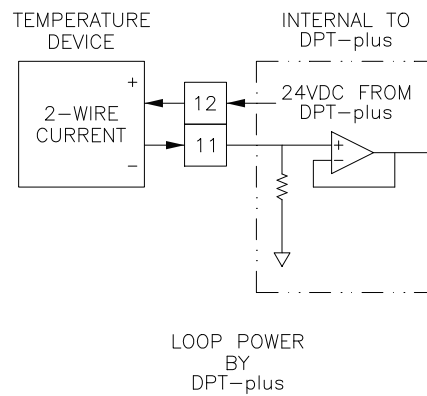 TEMPERATURE
DEVICE
INTERNAL TO
DPT-plus
+
2-WIRE
CURRENT
-
12
11
24VDC FROM
DPT-plus
+
-
LOOP POWER
BY
DPT-plus